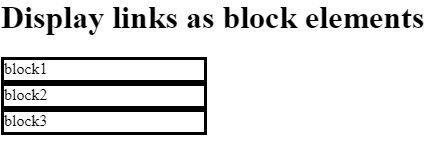 Display links as block elements
block1
block2
block3